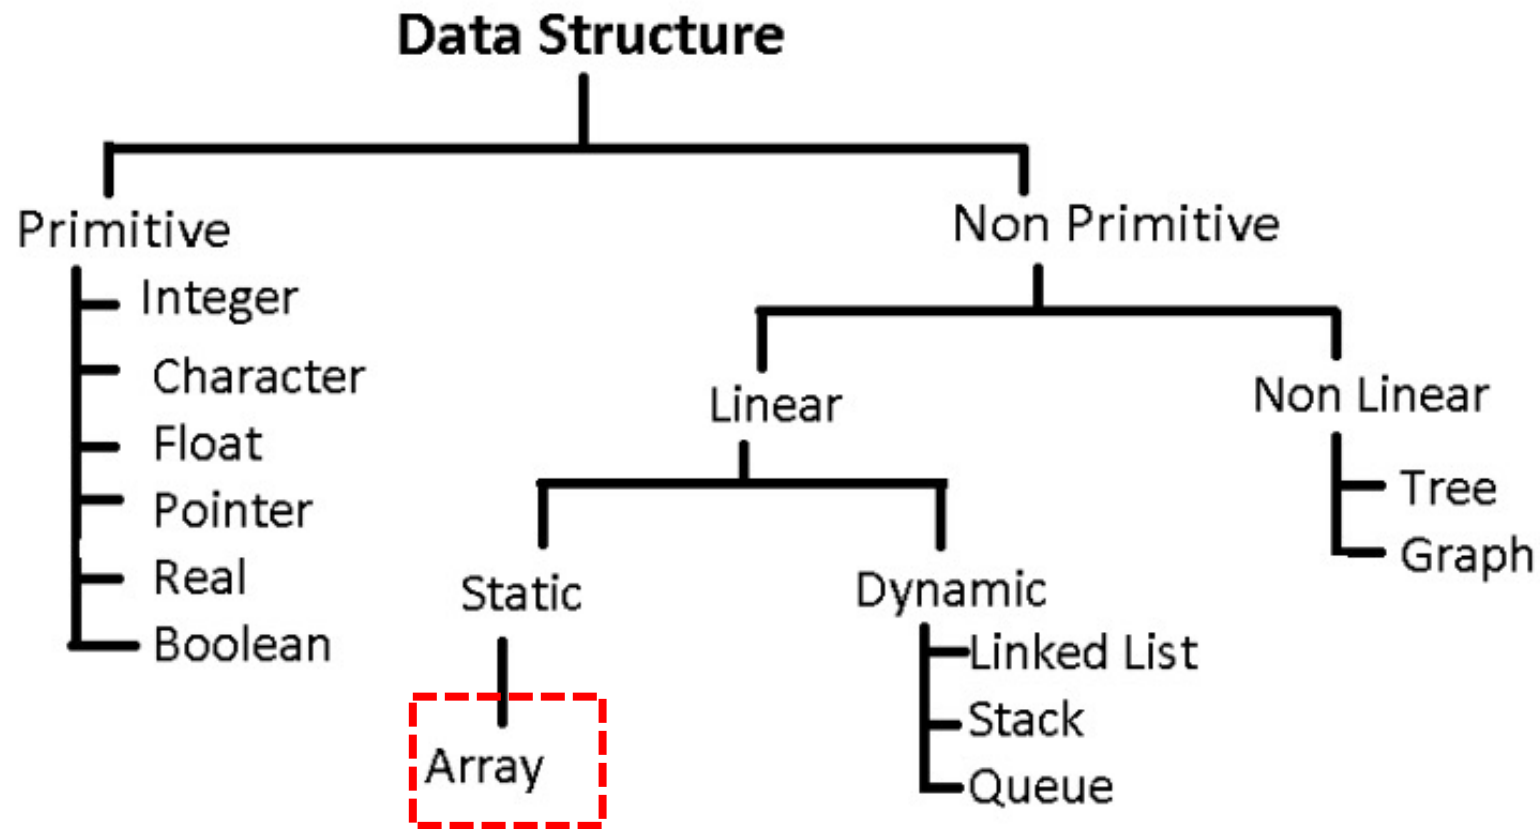 Data Structure
Primitive
Integer
Character
Float
Pointer
Real
Boolean
Non Primitive
Linear
Static
Array
Dynamic
Linked List
Stack
Queue
Non Linear
Tree
Graph